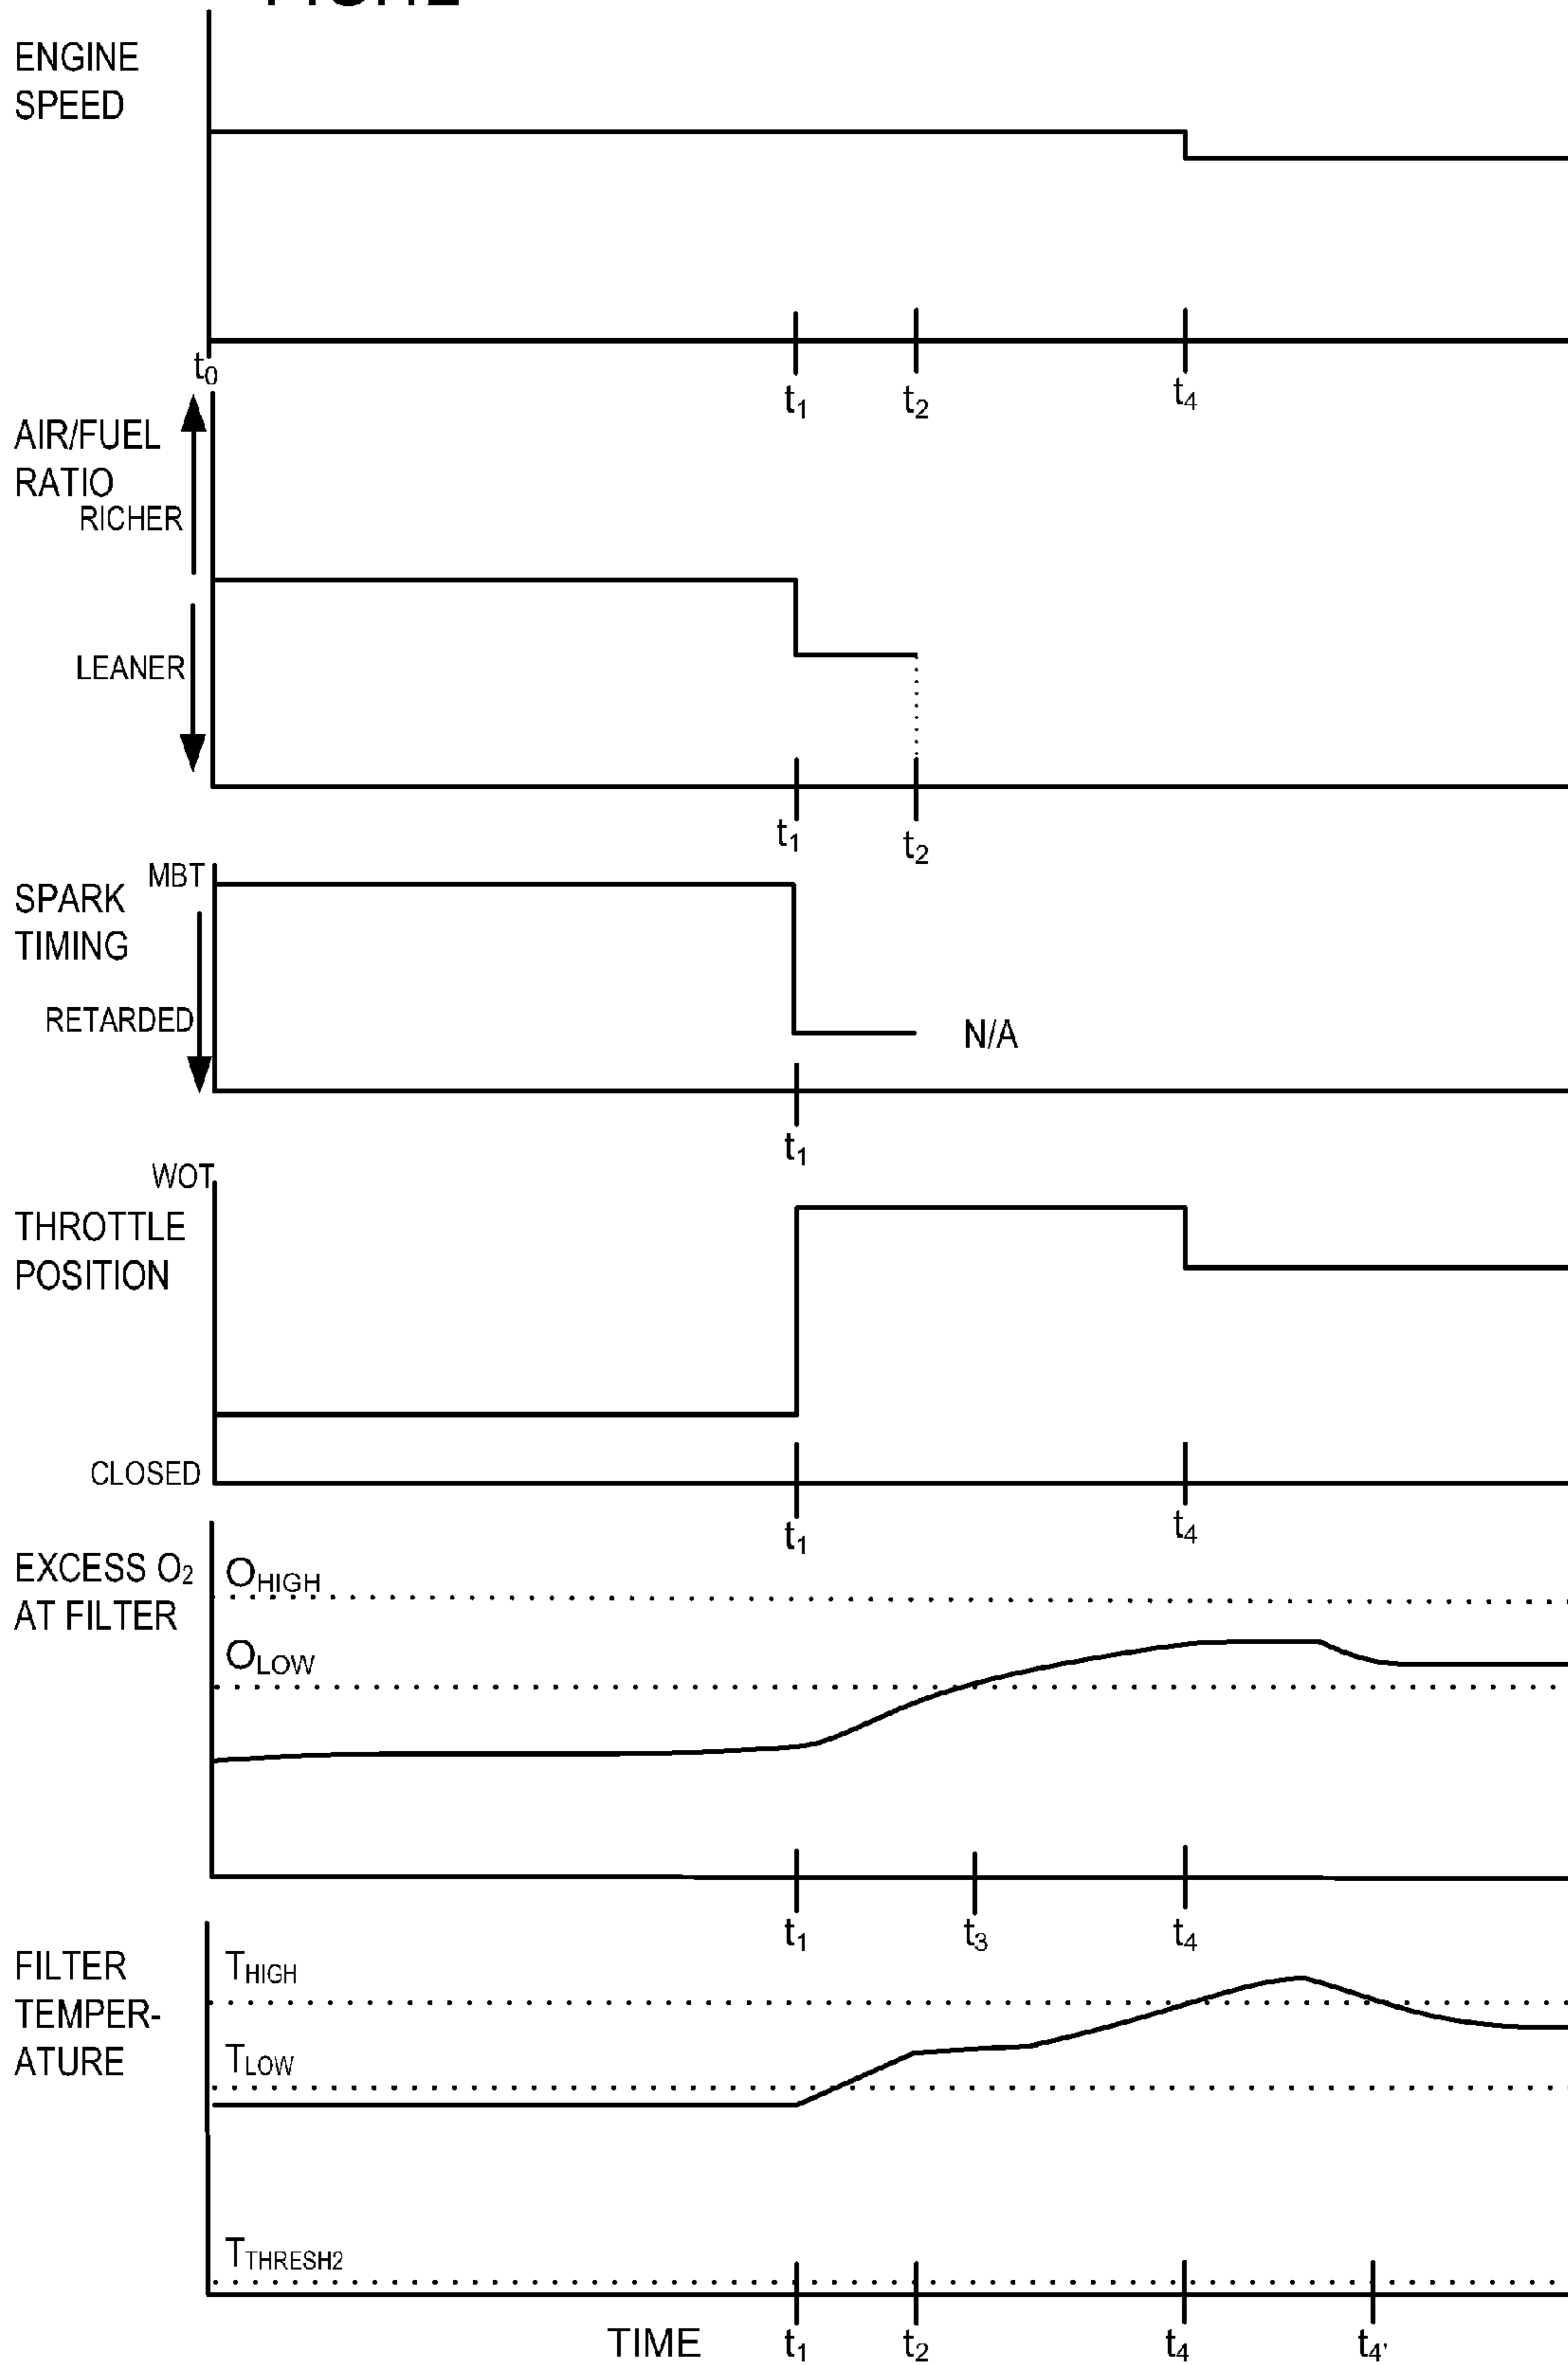 ENGINE
SPEED
t0
t1
t2
t4
AIR/FUEL
RATIO
RICHER
LEANER
t1
t2
MBT
SPARK
TIMING
RETARDED
N/A
t1
WOT
THROTTLE
POSITION
CLOSED
t1
t4
EXCESS O2
AT FILTER
OHIGH
OLOW
t1
t3
t4
FILTER
TEMPER-
ATURE
THIGH
TLOW
TTHRESH2
TIME
t1
t2
t4
t4'